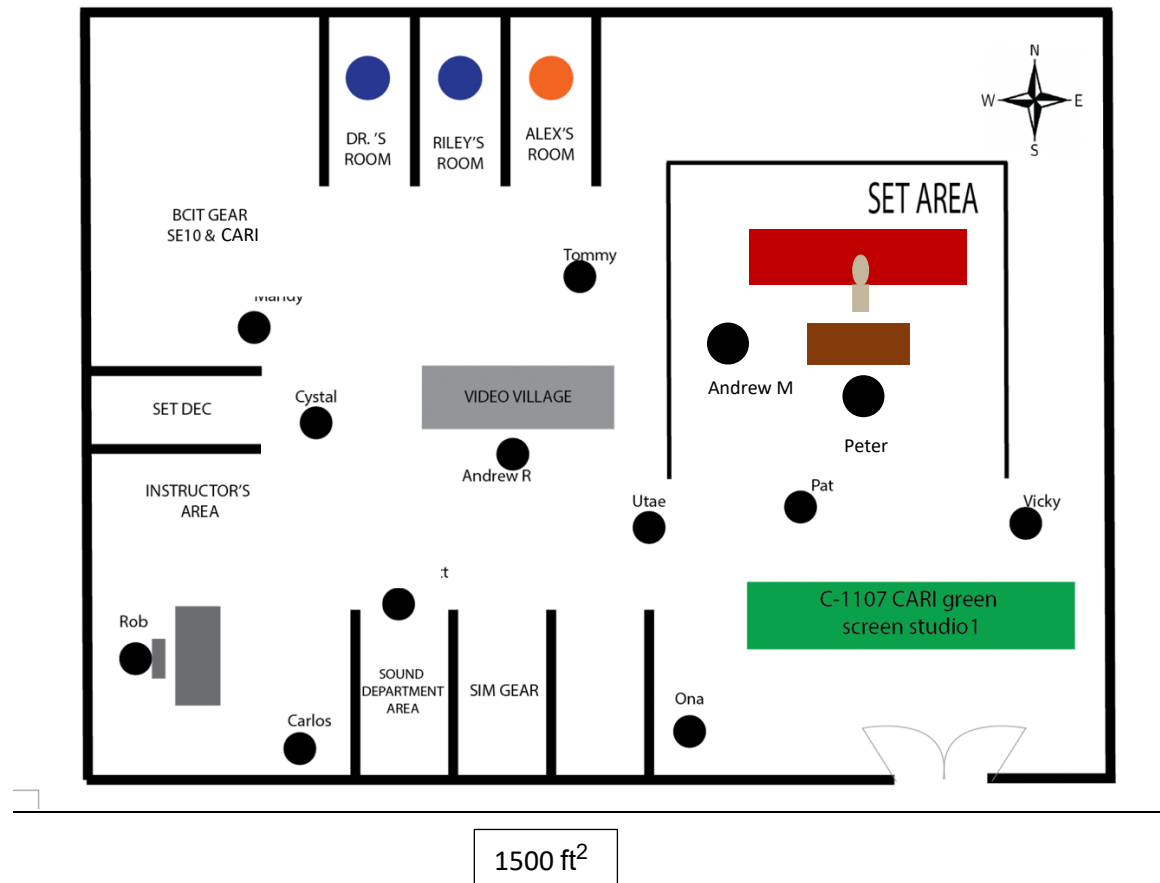 N
W
E
S
DR. 'S
ROOM
RILEY'S
ROOM
ALEX'S
ROOM
SET AREA
BCIT GEAR
SE10 & CARI
Tommy
Andrew M
Peter
SET DEC
Cystal
VIDEO VILLAGE
Andrew R
INSTRUCTOR'S
AREA
Utae
Pat
Vicky
C-1107 CARI green
screen studio1
Rob
SOUND
DEPARTMENT
AREA
SIM GEAR
Ona
Carlos
1500 ft²